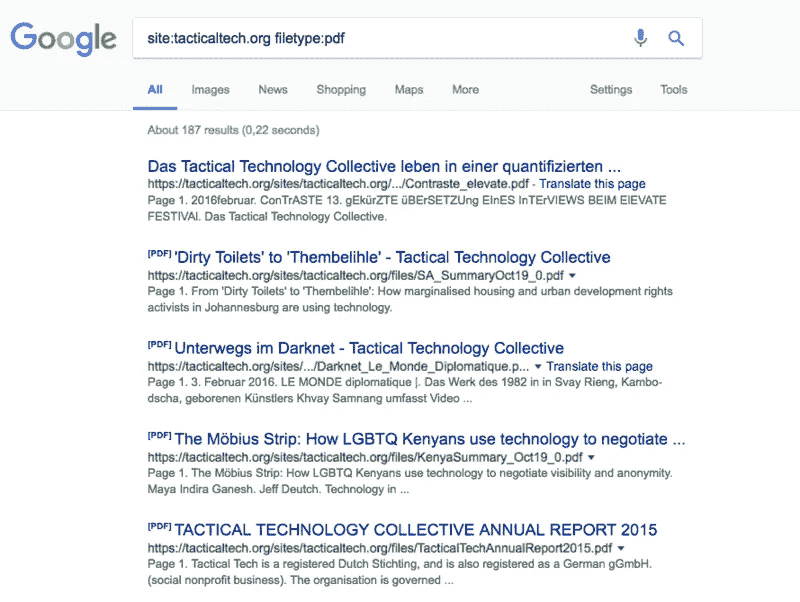 Google
site:tacticaltech.org filetype:pdf
All Images News Shopping Maps More Settings Tools
About 187 results (0,22 seconds)
Das Tactical Technology Collective leben in einer quantifizierten ...
https://tacticaltech.org/sites/tacticaltech.org/.../Contraste_elevate.pdf - Translate this page
Page 1. 2016februar. ConTrASTE 13. gEkürZTE üBErSETZUng EInES InTErVIEWS BEIM ElEVATE
FESTIVAl. Das Tactical Technology Collective.
[PDF] 'Dirty Toilets' to 'Thembelihle' - Tactical Technology Collective
https://tacticaltech.org/sites/tacticaltech.org/files/SA_SummaryOct19_0.pdf
Page 1. From 'Dirty Toilets' to 'Thembelihle': How marginalised housing and urban development rights
activists in Johannesburg are using technology.
[PDF] Unterwegs im Darknet - Tactical Technology Collective
https://tacticaltech.org/sites/.../Darknet_Le_Monde_Diplomatique.p... Translate this page
Page 1. 3. Februar 2016. LE MONDE diplomatique |. Das Werk des 1982 in in Svay Rieng, Kambo-
dscha, geborenen Künstlers Khvay Samnang umfasst Video ...
[PDF] The Möbius Strip: How LGBTQ Kenyans use technology to negotiate ...
https://tacticaltech.org/sites/tacticaltech.org/files/KenyaSummary_Oct19_0.pdf
Page 1. The Möbius Strip: How LGBTQ Kenyans use technology to negotiate visibility and anonymity.
Maya Indira Ganesh. Jeff Deutch. Technology in ...
[PDF] TACTICAL TECHNOLOGY COLLECTIVE ANNUAL REPORT 2015
https://tacticaltech.org/sites/tacticaltech.org/files/TacticalTechAnnualReport2015.pdf
Page 1. Tactical Tech is a registered Dutch Stichting, and is also registered as a German gGmbH.
(social nonprofit business). The organisation is governed ...